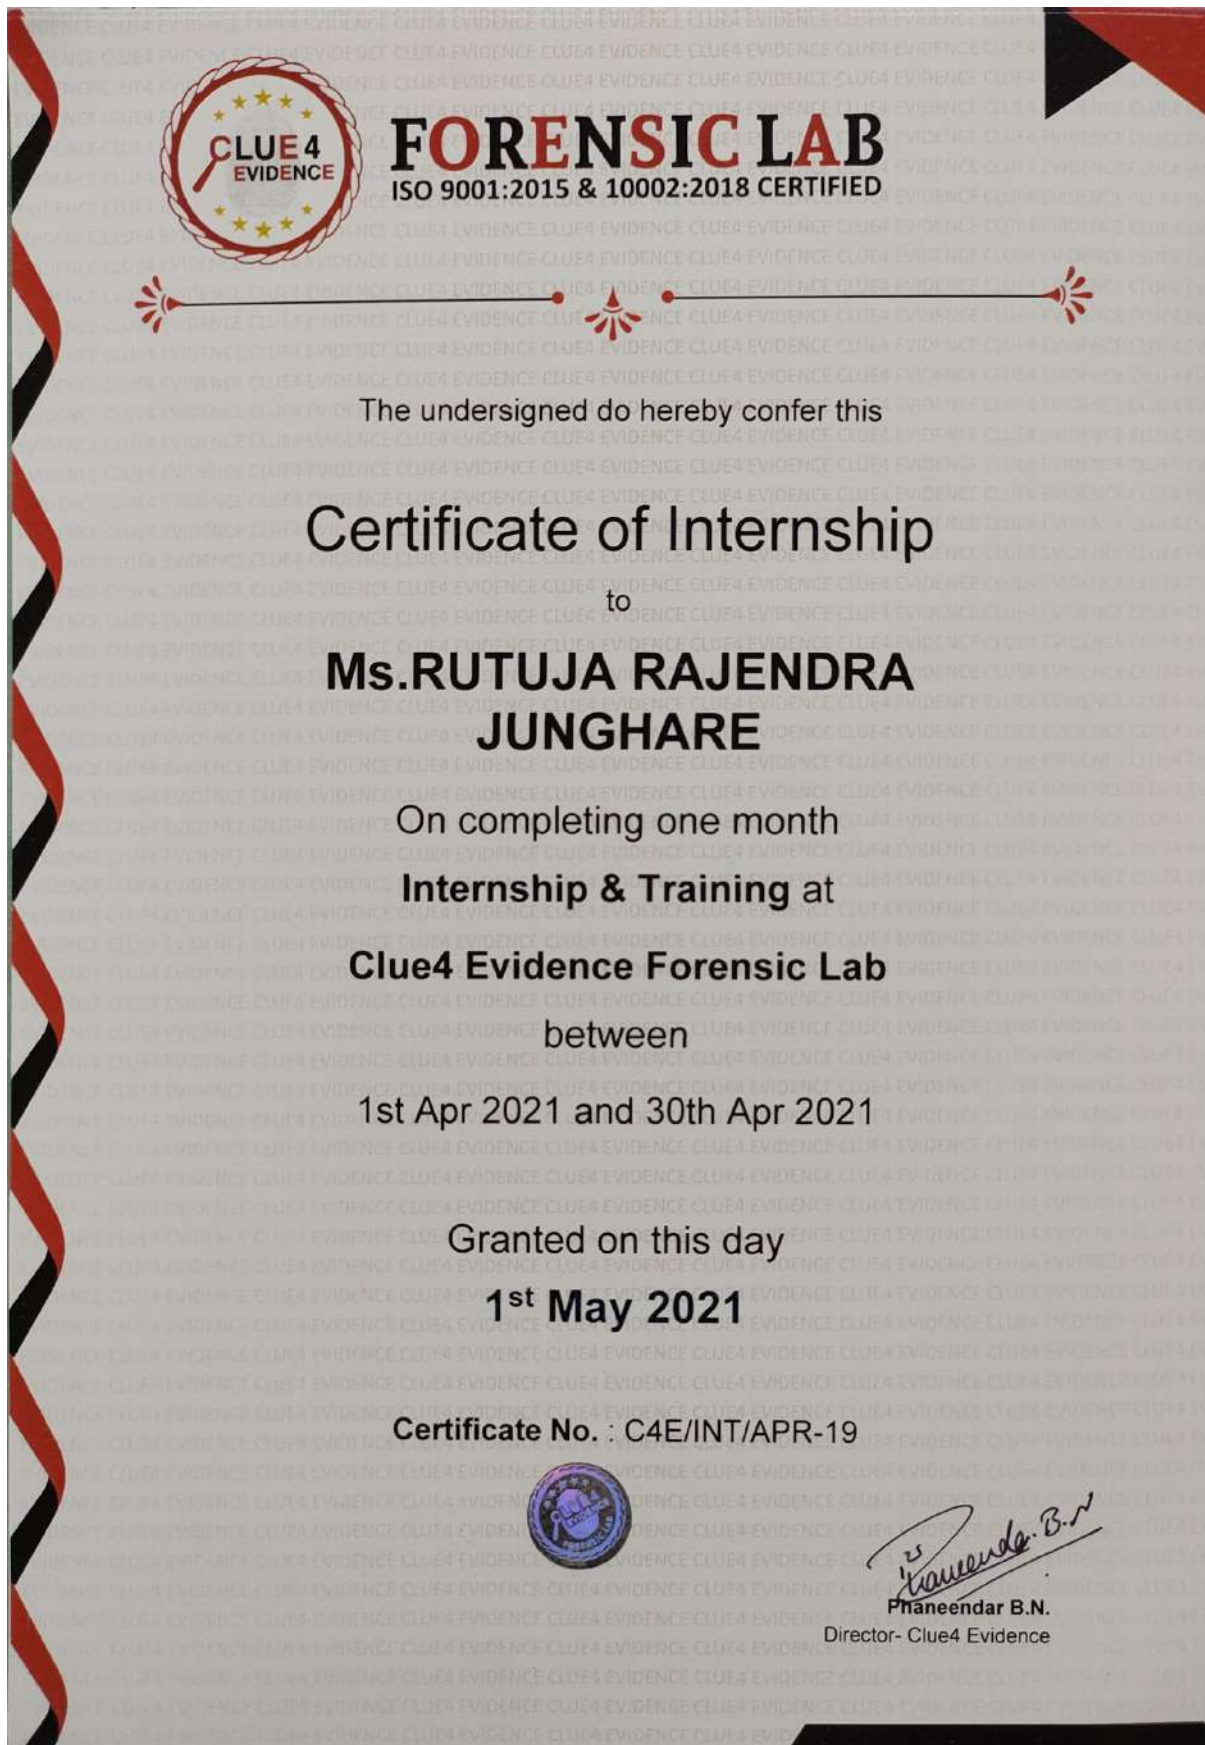 CLUE 4
EVIDENCE
FORENSIC LAB
ISO 9001:2015 & 10002:2018 CERTIFIED
The undersigned do hereby confer this
Certificate of Internship
to
Ms.RUTUJA RAJENDRA
JUNGHARE
On completing one month
Internship & Training at
Clue4 Evidence Forensic Lab
between
1st Apr 2021 and 30th Apr 2021
Granted on this day
1st May 2021
Certificate No. : C4E/INT/APR-19
Phaneendar B.N.
Director- Clue4 Evidence